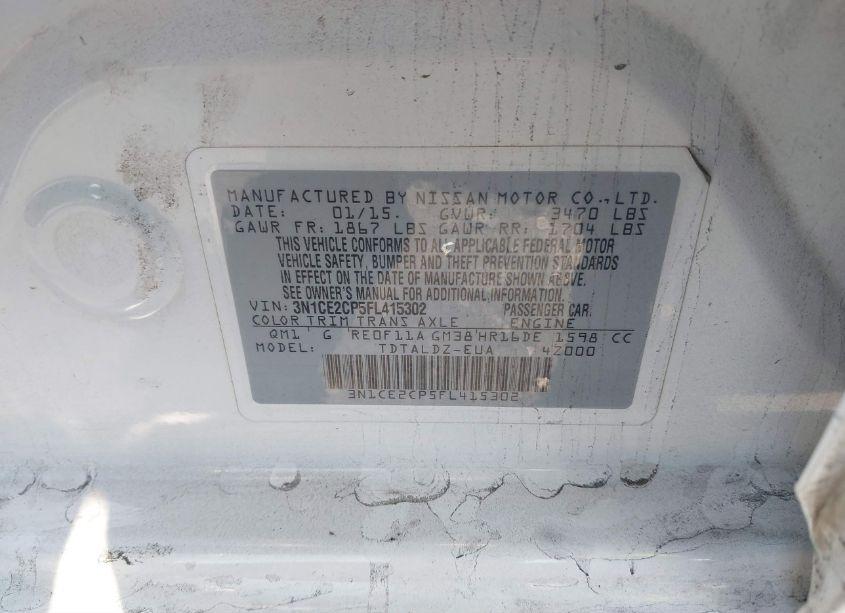 MANUFACTURED BY NISSAN MOTOR CO.,LTD.
DATE: 01/15. GVWR: 3470 LBS
GAWR FR: 1867 LBS GAWR RR: 1704 LBS
THIS VEHICLE CONFORMS TO ALL APPLICABLE FEDERAL MOTOR
VEHICLE SAFETY, BUMPER AND THEFT PREVENTION STANDARDS
IN EFFECT ON THE DATE OF MANUFACTURE SHOWN ABOVE.
SEE OWNER'S MANUAL FOR ADDITIONAL INFORMATION.
VIN: 3N1CE2CP5FL415302 PASSENGER CAR.
COLOR TRIM TRANS AXLE ENGINE
QM1 G RE0F11A GM38 HR16DE 1598 CC
MODEL: TDTALDZ-EUA 42000
3N1CE2CP5FL415302